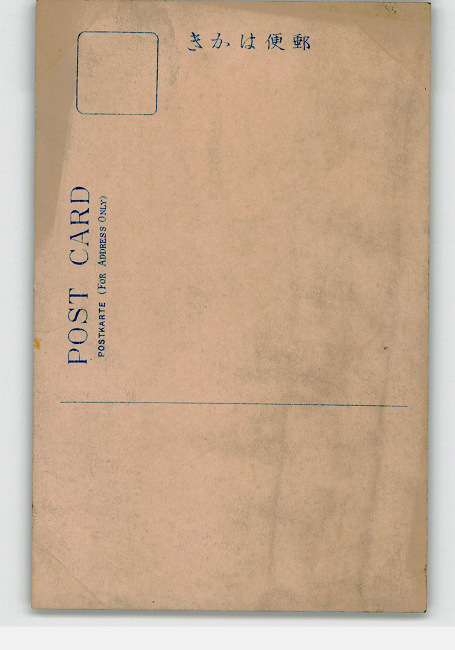 きかは便郵
POST CARD
POSTKARTE (FOR ADDRESS ONLY)